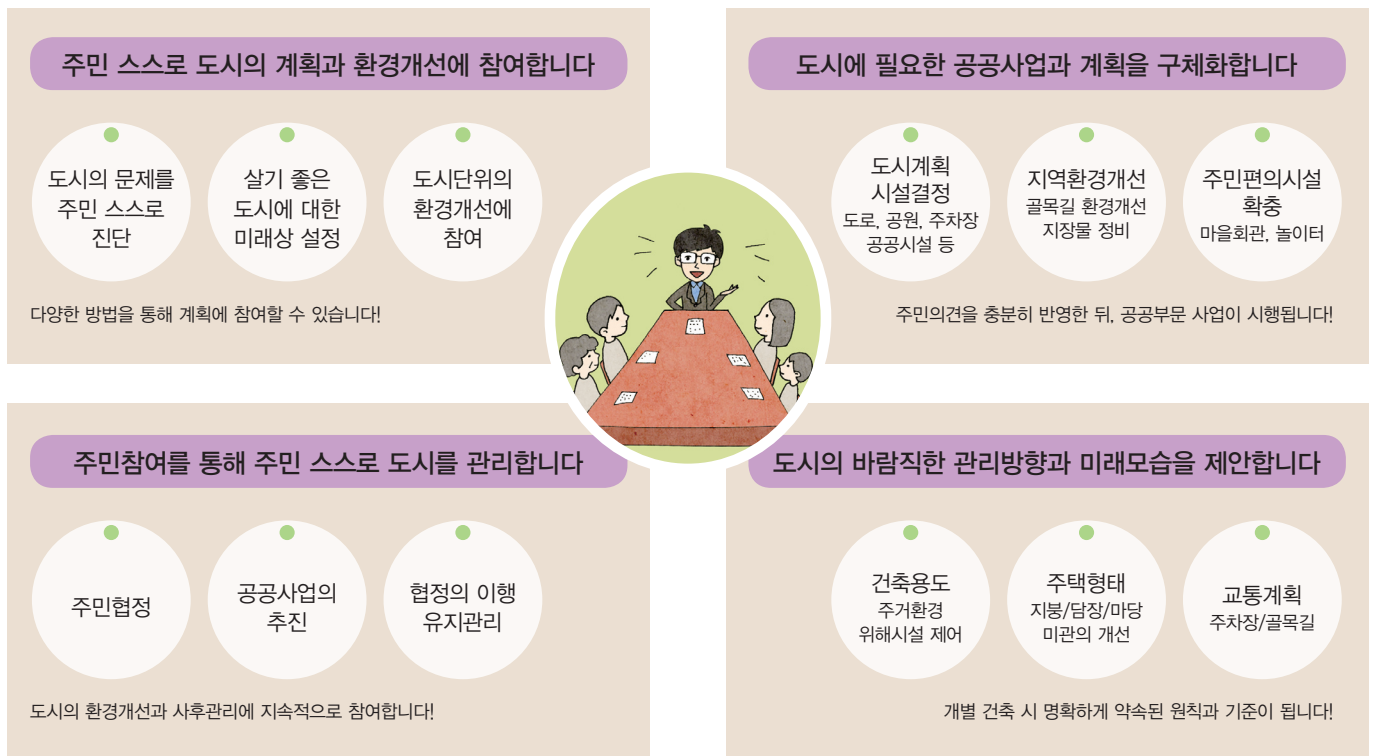 주민 스스로 도시의 계획과 환경개선에 참여합니다
도시의 문제를
주민 스스로
진단
살기 좋은
도시에 대한
미래상 설정
도시단위의
환경개선에
참여
다양한 방법을 통해 계획에 참여할 수 있습니다!
도시에 필요한 공공사업과 계획을 구체화합니다
도시계획
시설결정
도로, 공원, 주차장
공공시설 등
지역환경개선
골목길 환경개선
지장물 정비
주민편의시설
확충
마을회관, 놀이터
주민의견을 충분히 반영한 뒤, 공공부문 사업이 시행됩니다!
주민참여를 통해 주민 스스로 도시를 관리합니다
주민협정
공공사업의
추진
협정의 이행
유지관리
도시의 환경개선과 사후관리에 지속적으로 참여합니다!
도시의 바람직한 관리방향과 미래모습을 제안합니다
건축용도
주거환경
위해시설 제어
주택형태
지붕/담장/마당
미관의 개선
교통계획
주차장/골목길
개별 건축 시 명확하게 약속된 원칙과 기준이 됩니다!